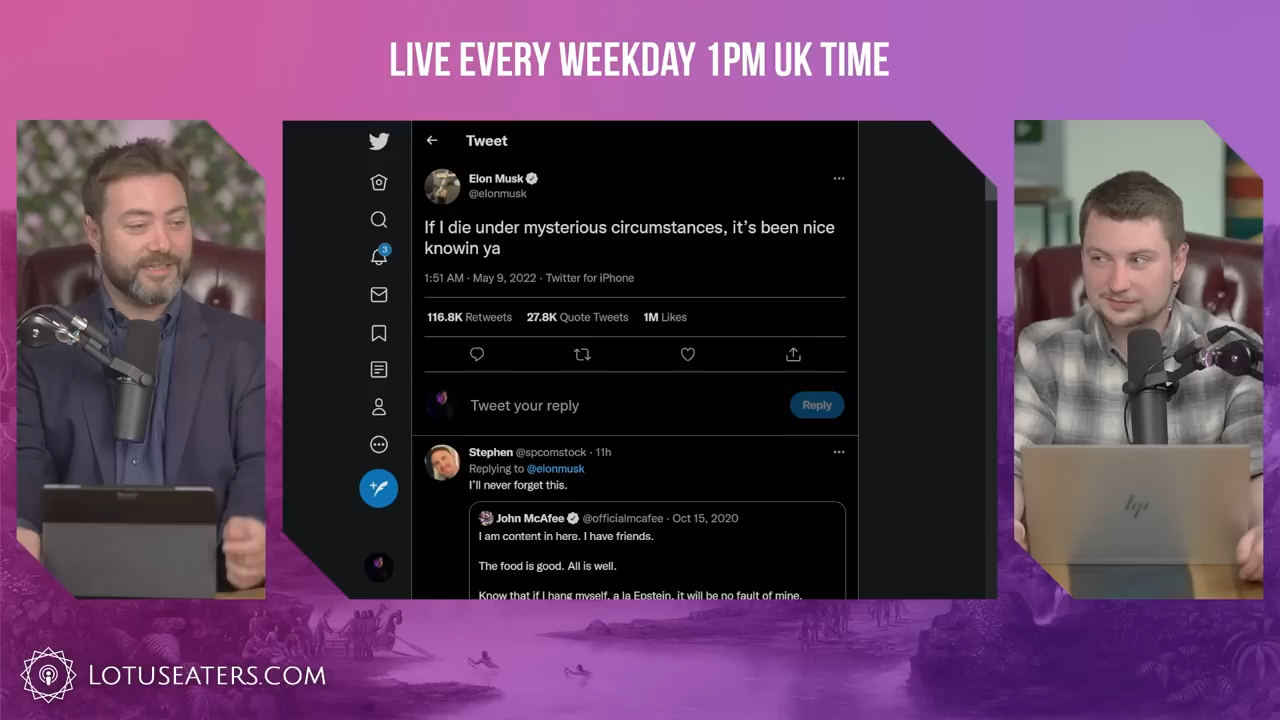 LIVE EVERY WEEKDAY 1PM UK TIME
Tweet
Elon Musk
@elonmusk
If I die under mysterious circumstances, it's been nice
knowin ya
1:51 AM · May 9, 2022 · Twitter for iPhone
116.8K Retweets 27.8K Quote Tweets 1M Likes
3
Tweet your reply
Reply
Stephen @spcomstock · 11h
Replying to @elonmusk
I'll never forget this.
John McAfee @officialmcafee · Oct 15, 2020
I am content in here. I have friends.
The food is good. All is well.
Know that if I hang myself, a la Epstein, it will be no fault of mine.
hp
LOTUSEATERS.COM